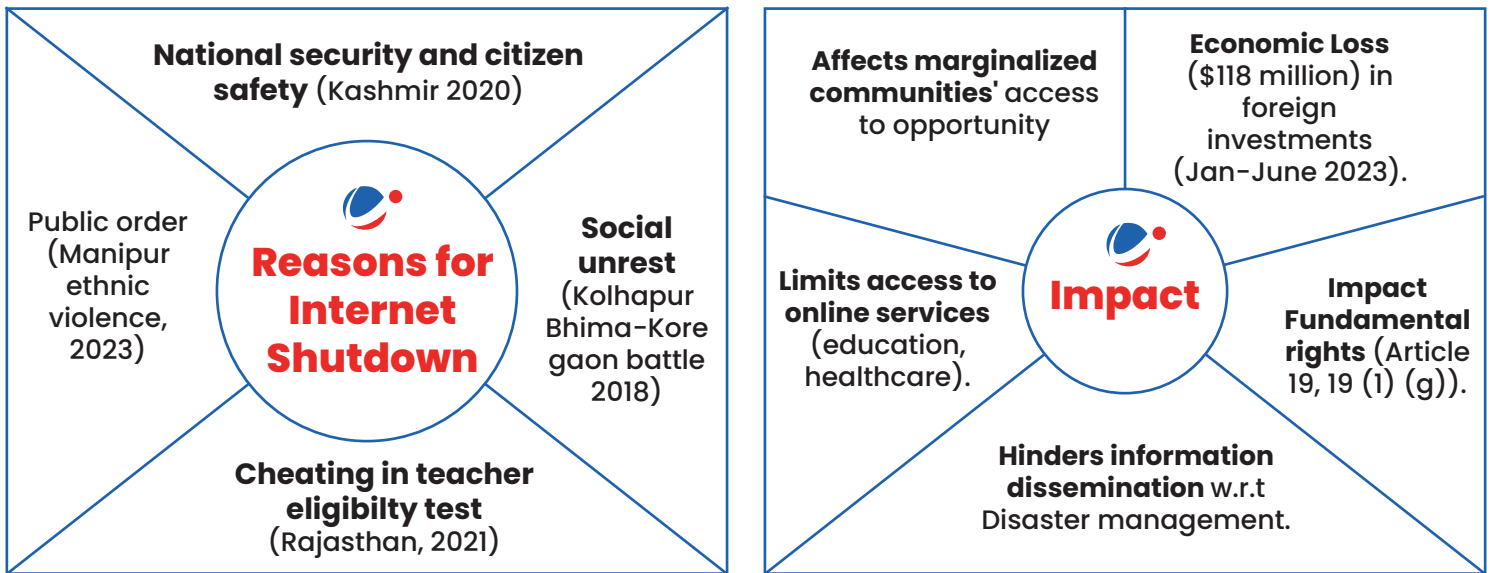 National security and citizen
safety (Kashmir 2020)
Public order
(Manipur
ethnic
violence,
2023)
Reasons for
Internet
Shutdown
Social
unrest
(Kolhapur
Bhima-Kore
gaon battle
2018)
Cheating in teacher
eligibilty test
(Rajasthan, 2021)
Affects marginalized
communities' access
to opportunity
Economic Loss
($118 million) in
foreign
investments
(Jan-June 2023).
Limits access to
online services
(education,
healthcare).
Impact
Impact
Fundamental
rights (Article
19, 19 (1) (g)).
Hinders information
dissemination w.r.t
Disaster management.